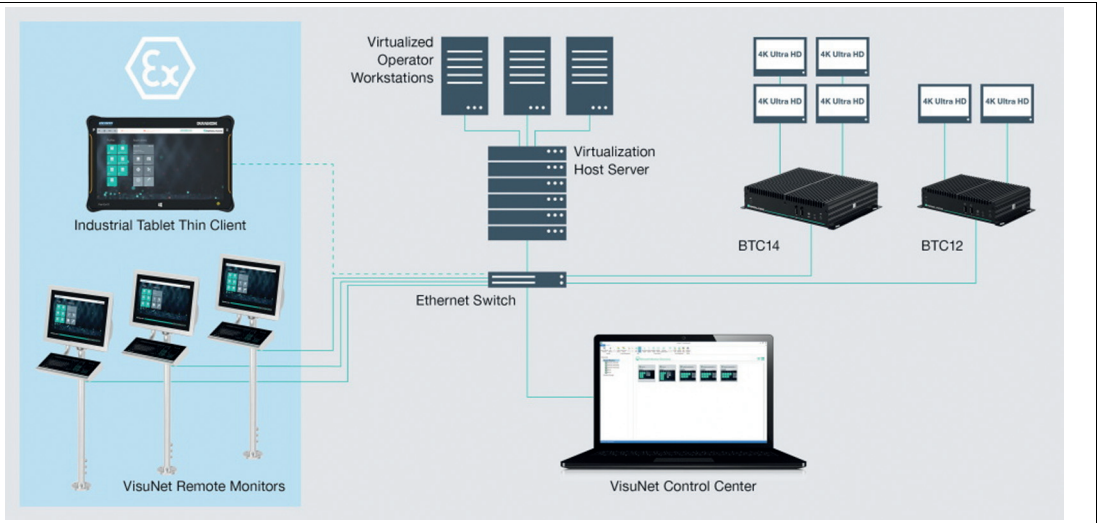 Ex
Industrial Tablet Thin Client
VisuNet Remote Monitors
Virtualized
Operator
Workstations
Virtualization
Host Server
Ethernet Switch
4K Ultra HD
4K Ultra HD
4K Ultra HD
4K Ultra HD
BTC14
4K Ultra HD
4K Ultra HD
BTC12
VisuNet Control Center